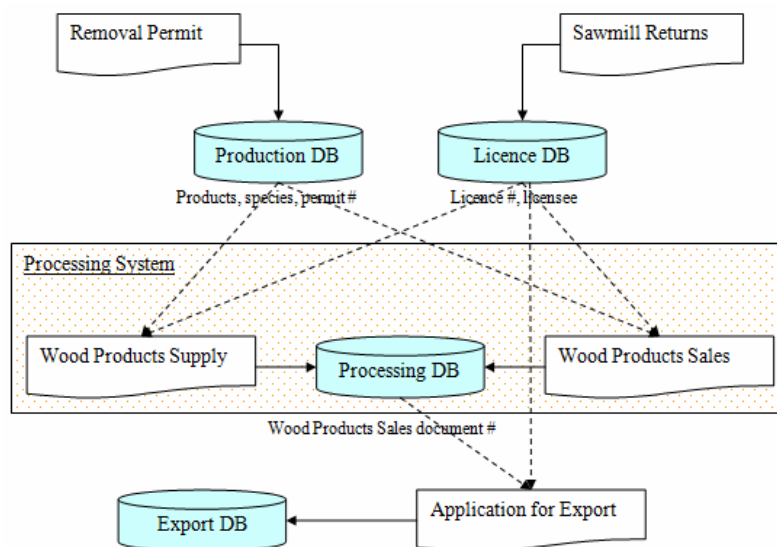 Removal Permit
Sawmill Returns
Production DB
Licence DB
Products, species, permit #
Licence #, licensee
Processing System
Wood Products Supply
Processing DB
Wood Products Sales
Wood Products Sales document #
Export DB
Application for Export